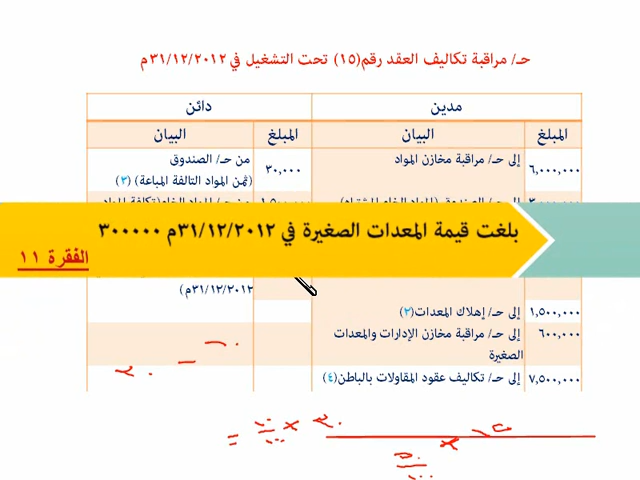 حـ/ مراقبة تكاليف العقد رقم(١٥) تحت التشغيل في ٣١/١٢/٢٠١٢م
مدين دائن
المبلغ البيان المبلغ البيان
٦,٠٠٠,٠٠٠ إلى حـ/ مراقبة مخازن المواد ٣٠,٠٠٠ من حـ/ الصندوق
(ثمن المواد التالفة المباعة) (٣)
بلغت قيمة المعدات الصغيرة في ٣١/١٢/٢٠١٢م ٣٠٠٠٠٠
الفقرة ١١
٣١/١٢/٢٠١٢م)
١,٥٠٠,٠٠٠ إلى حـ/ إهلاك المعدات(٢)
٦٠٠,٠٠٠ إلى حـ/ مراقبة مخازن الإدارات والمعدات
الصغيرة
٧,٥٠٠,٠٠٠ إلى حـ/ تكاليف عقود المقاولات بالباطن(٤)